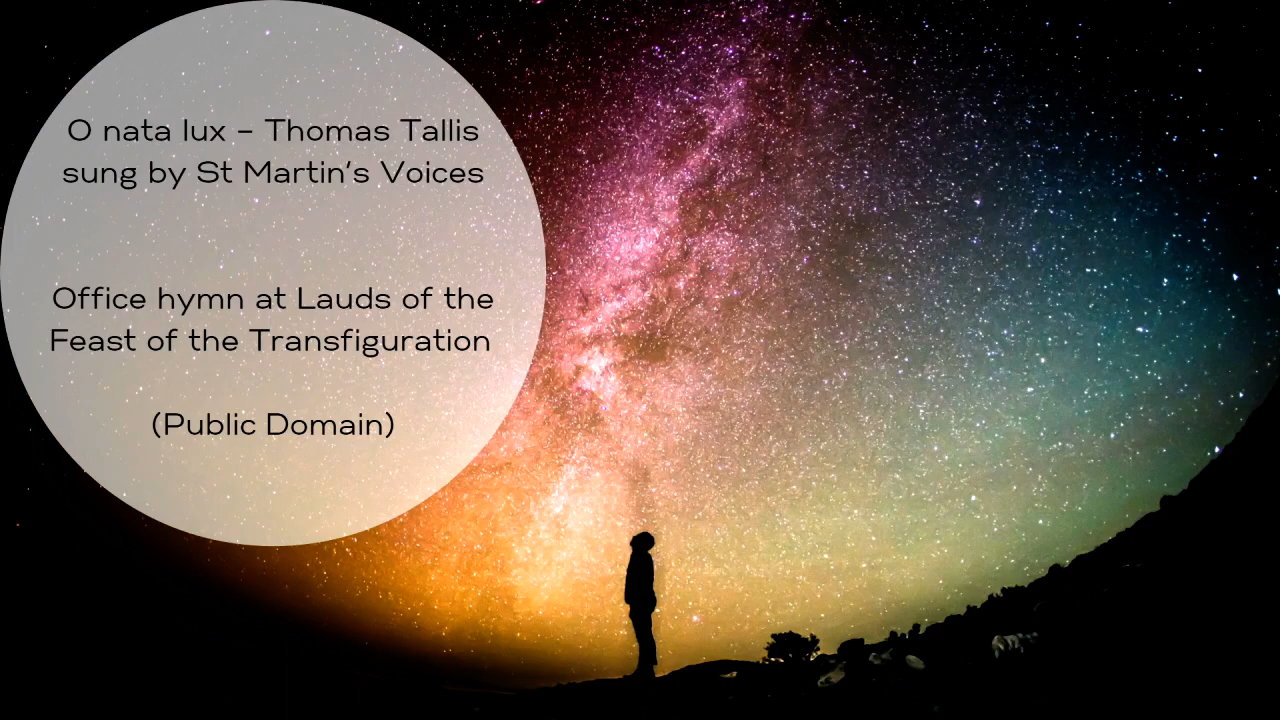 O nata lux – Thomas Tallis
sung by St Martin's Voices
Office hymn at Lauds of the
Feast of the Transfiguration
(Public Domain)